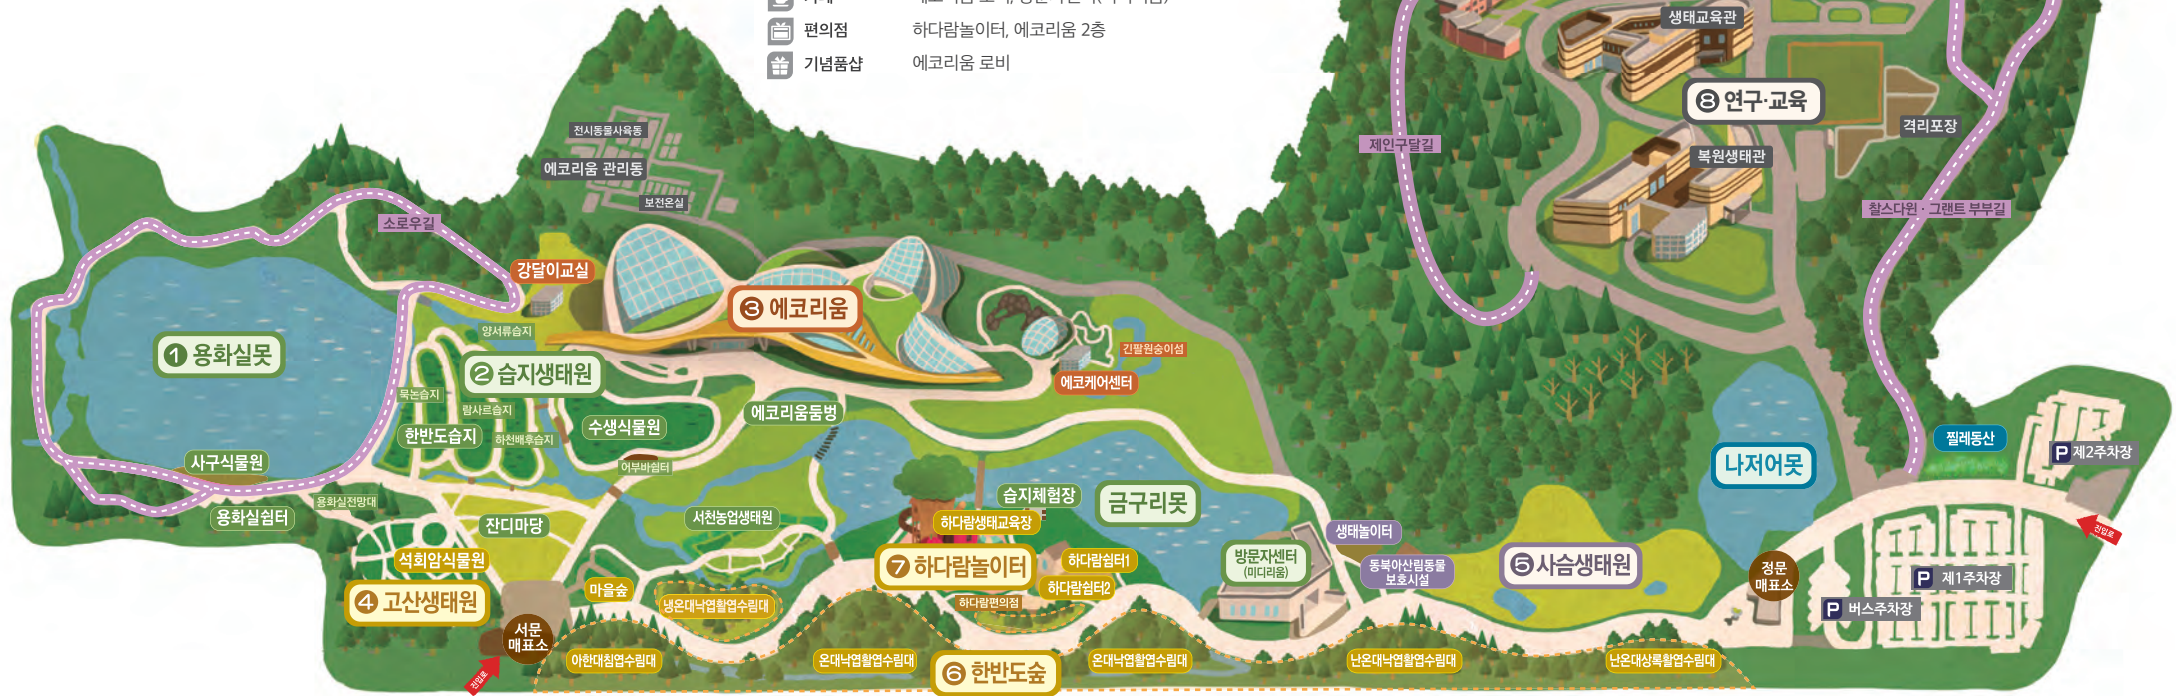 편의점 하다람놀이터, 에코리움 2층
기념품샵 에코리움 로비
생태교육관
8 연구·교육
격리포장
제인구달길
복원생태관
찰스다윈·그랜트 부부길
전시동물사육동
에코리움 관리동
보전온실
소로우길
강달이교실
3 에코리움
양서류습지
1 용화실못
2 습지생태원
긴팔원숭이섬
에코케어센터
묵논습지
람사르습지
에코리움둠벙
수생식물원
한반도습지
하천배후습지
찔레동산
P 제2주차장
사구식물원
어부바쉼터
나저어못
용화실전망대
습지체험장
금구리못
용화실쉼터
잔디마당
서천농업생태원
하다람생태교육장
생태놀이터
진입로
석회암식물원
7 하다람놀이터
하다람쉼터1
방문자센터
(미디리움)
동북아산림동물
보호시설
5 사슴생태원
정문
매표소
P 제1주차장
4 고산생태원
마을숲
냉온대낙엽활엽수림대
하다람쉼터2
하다람편의점
P 버스주차장
서문
매표소
진입로
아한대침엽수림대
온대낙엽활엽수림대
6 한반도숲
온대낙엽활엽수림대
난온대낙엽활엽수림대
난온대상록활엽수림대